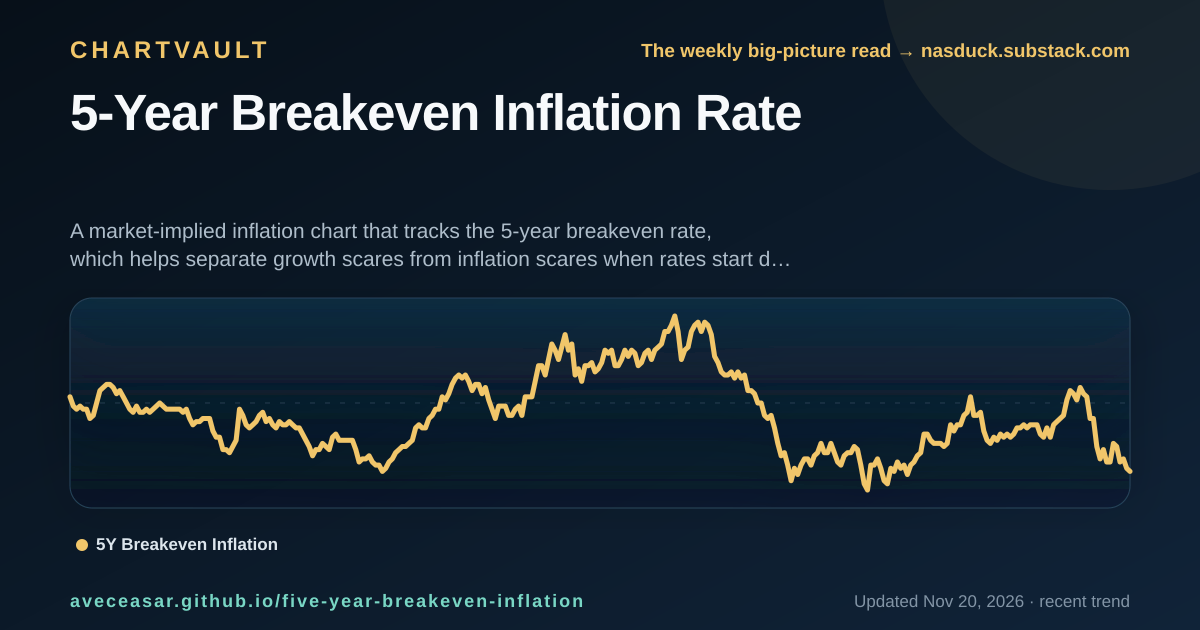 CHARTVAULT
The weekly big-picture read → nasduck.substack.com
5-Year Breakeven Inflation Rate
A market-implied inflation chart that tracks the 5-year breakeven rate,
which helps separate growth scares from inflation scares when rates start d…
5Y Breakeven Inflation
aveceasar.github.io/five-year-breakeven-inflation
Updated Nov 20, 2026 · recent trend